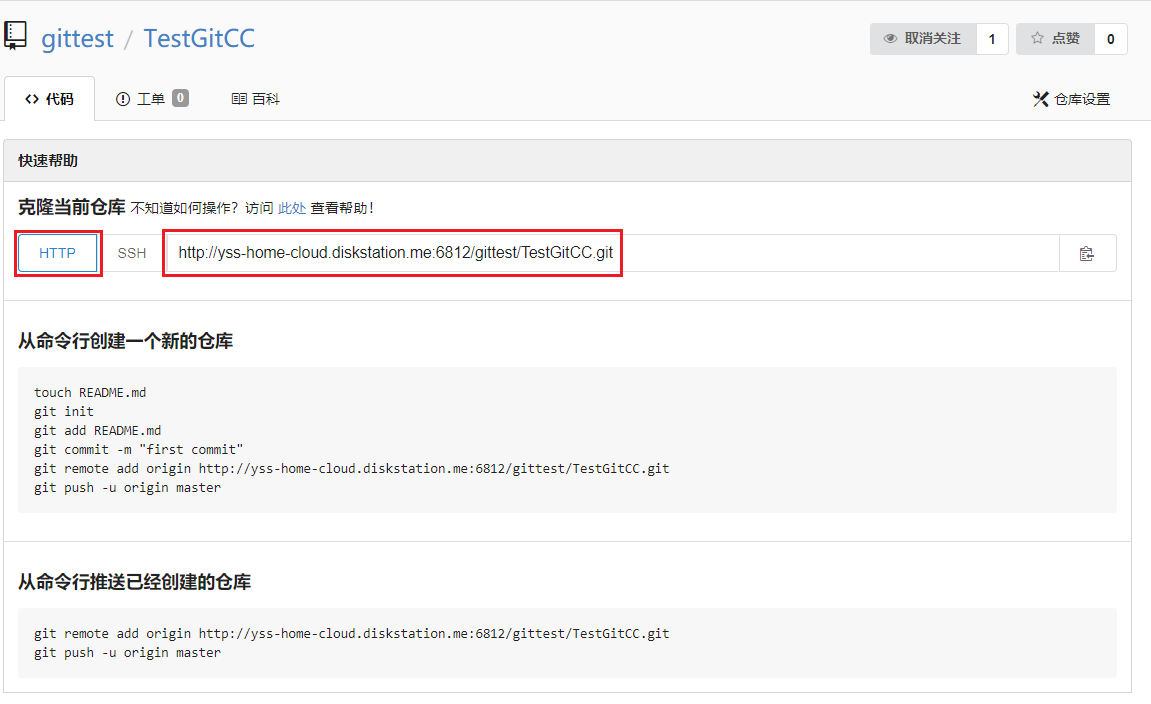 gittest / TestGitCC
取消关注 1 点赞 0
代码 工单 0 百科 仓库设置
快速帮助
克隆当前仓库 不知道如何操作？访问 此处 查看帮助！
HTTP SSH http://yss-home-cloud.diskstation.me:6812/gittest/TestGitCC.git
从命令行创建一个新的仓库
touch README.md
git init
git add README.md
git commit -m "first commit"
git remote add origin http://yss-home-cloud.diskstation.me:6812/gittest/TestGitCC.git
git push -u origin master
从命令行推送已经创建的仓库
git remote add origin http://yss-home-cloud.diskstation.me:6812/gittest/TestGitCC.git
git push -u origin master